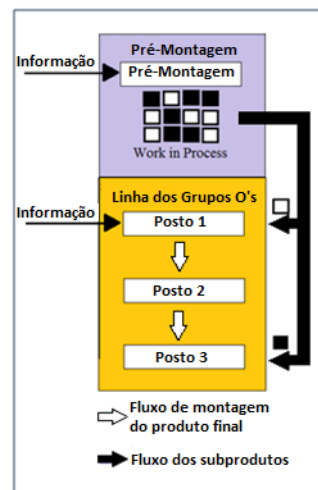 Pré-Montagem
Informação
Pré-Montagem
Work in Process
Linha dos Grupos O's
Informação
Posto 1
Posto 2
Posto 3
Fluxo de montagem
do produto final
Fluxo dos subprodutos